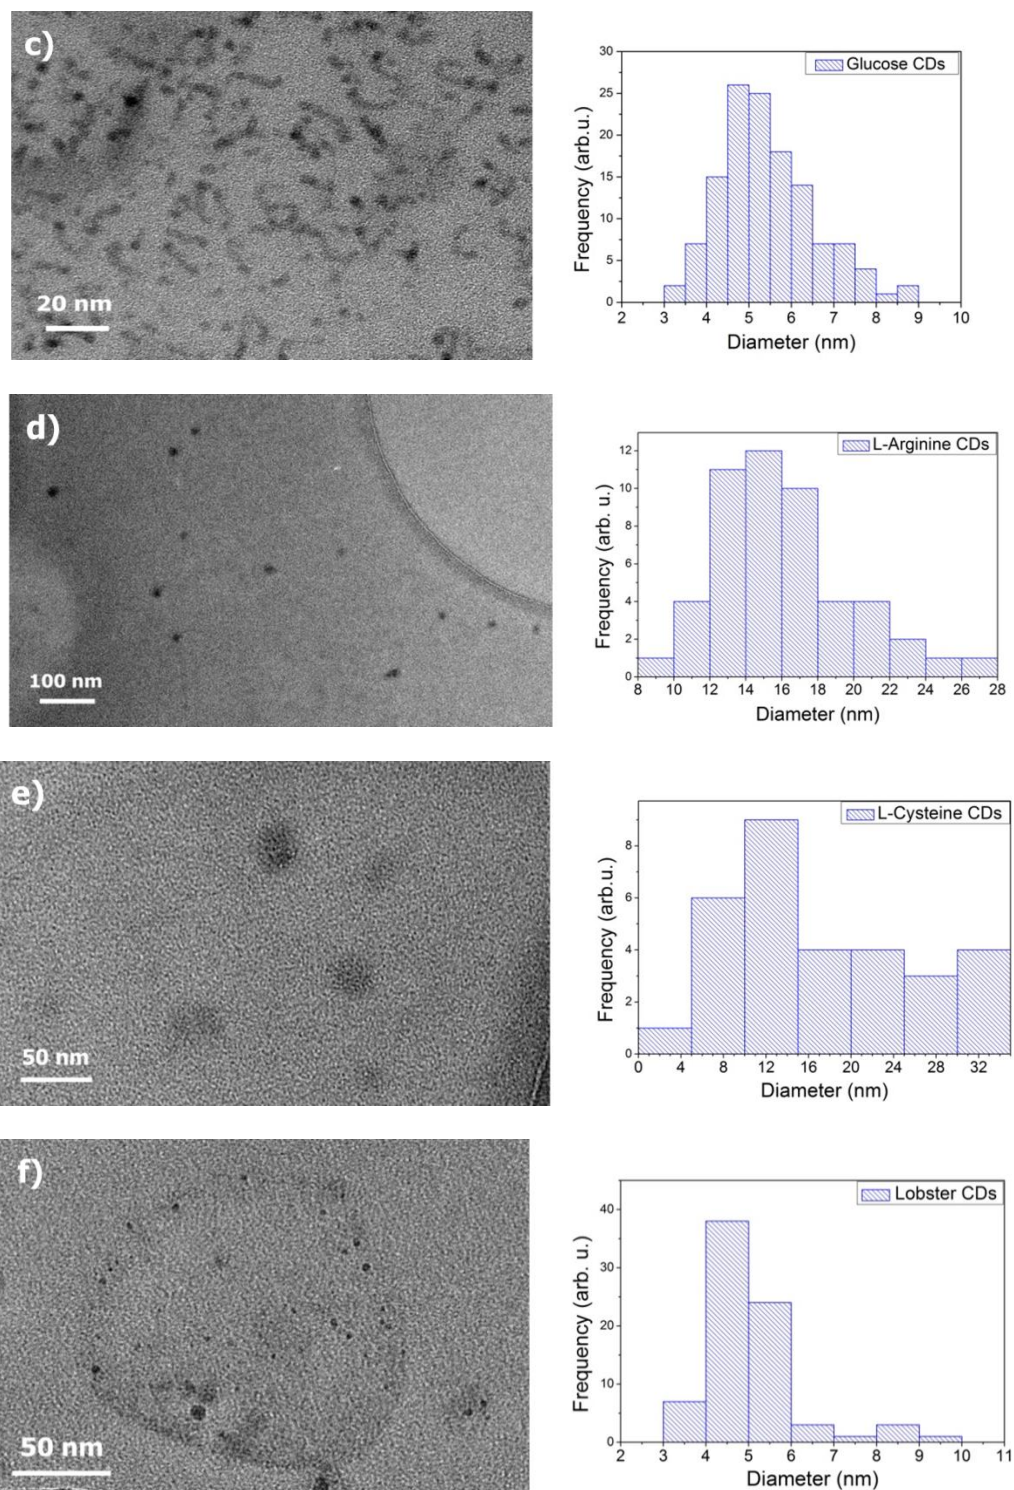 c)
20 nm
Glucose CDs
Frequency (arb.u.)
30
25
20
15
10
5
0
2 3 4 5 6 7 8 9 10
Diameter (nm)
d)
100 nm
L-Arginine CDs
Frequency (arb. u.)
12
10
8
6
4
2
0
8 10 12 14 16 18 20 22 24 26 28
Diameter (nm)
e)
50 nm
L-Cysteine CDs
Frequency (arb.u.)
8
6
4
2
0
0 4 8 12 16 20 24 28 32
Diameter (nm)
f)
50 nm
Lobster CDs
Frequency (arb. u.)
40
30
20
10
0
2 3 4 5 6 7 8 9 10 11
Diameter (nm)